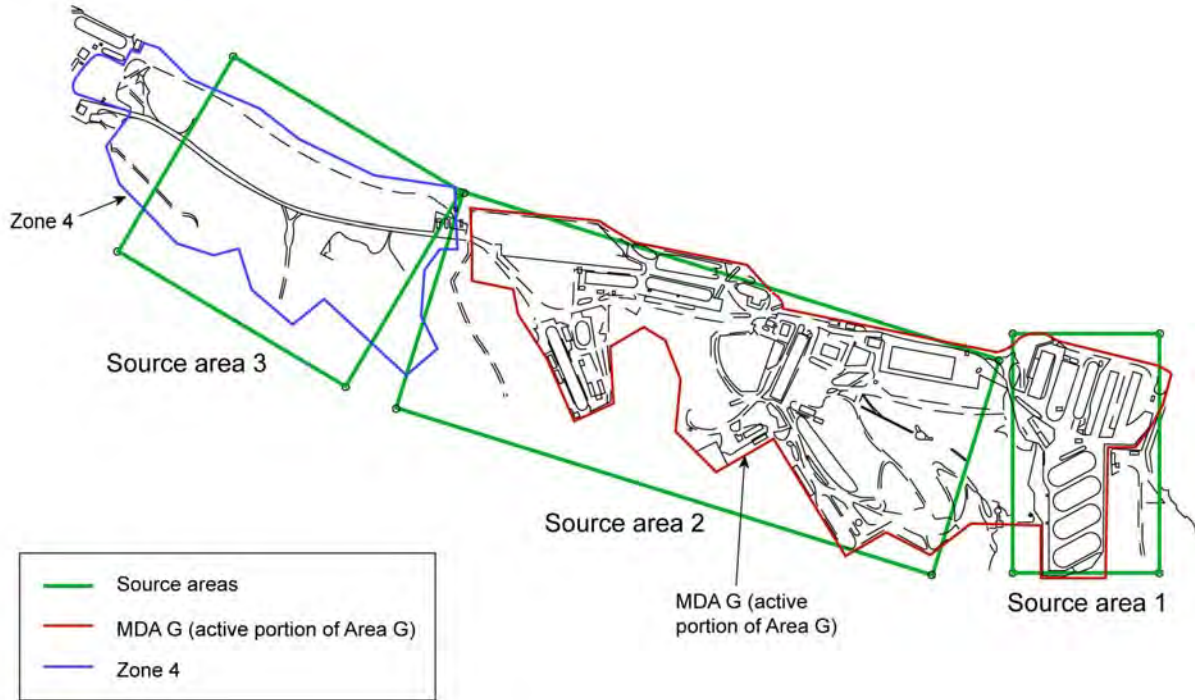 Zone 4
Source area 3
Source area 2
MDA G (active
portion of Area G)
Source area 1
Source areas
MDA G (active portion of Area G)
Zone 4